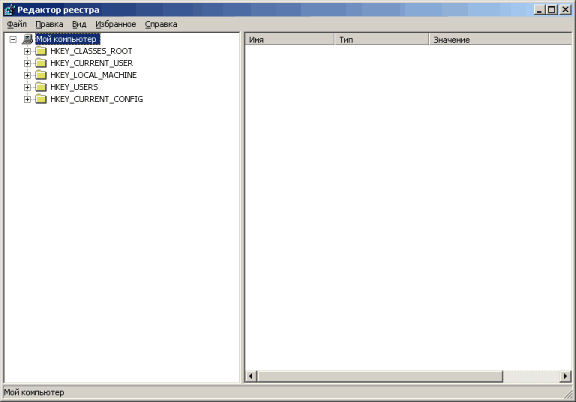 Редактор реестра
Файл Правка Вид Избранное Справка
Мой компьютер
HKEY_CLASSES_ROOT
HKEY_CURRENT_USER
HKEY_LOCAL_MACHINE
HKEY_USERS
HKEY_CURRENT_CONFIG
Имя Тип Значение
Мой компьютер